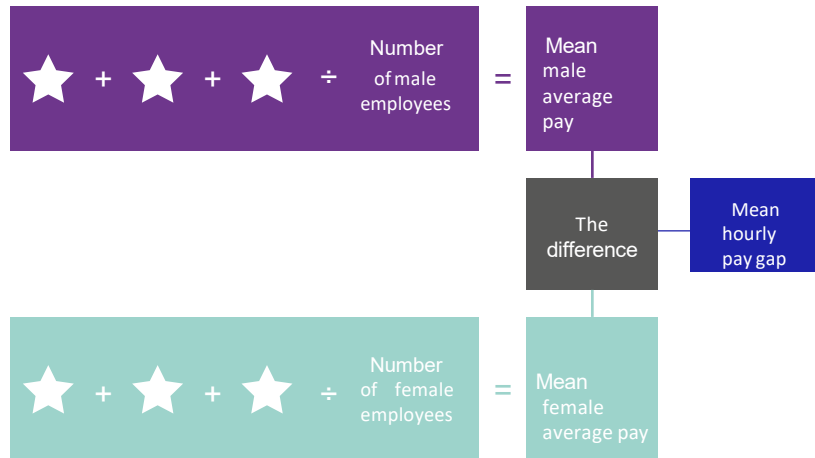 + + ÷ Number
of male
employees
=
Mean
male
average
pay
The
difference
Mean
hourly
pay gap
+ + ÷ Number
of female
employees
=
Mean
female
average pay